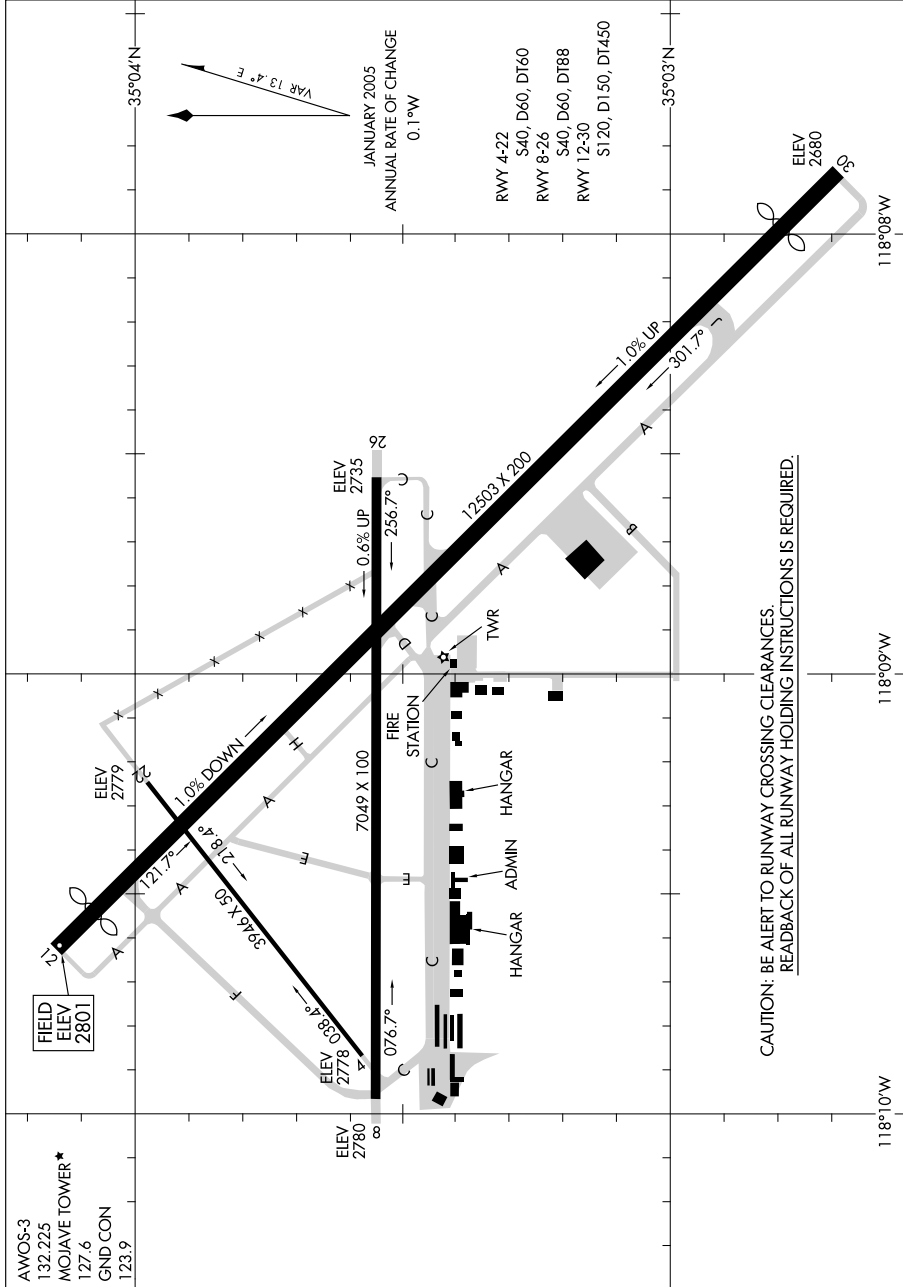 AWOS-3
132.225
MOJAVE TOWER★
127.6
GND CON
123.9
35°04'N
VAR 13.4° E
JANUARY 2005
ANNUAL RATE OF CHANGE
0.1°W
RWY 4-22
S40, D60, DT60
RWY 8-26
S40, D60, DT88
RWY 12-30
S120, D150, DT450
35°03'N
FIELD
ELEV
2801
12
A
121.7°
A
1.0% DOWN
ELEV
2779
22
218.4°
3946 X 50
038.4°
4
ELEV
2778
F
E
A
H
X
X
X
X
X
X
ELEV
2780
8
076.7°
7049 X 100
0.6% UP
256.7°
ELEV
2735
26
C
E
D
C
C
C
C
C
FIRE
STATION
TWR
HANGAR
ADMIN
HANGAR
A
B
12503 X 200
A
1.0% UP
301.7°
J
ELEV
2680
30
118°10'W
118°09'W
118°08'W
CAUTION: BE ALERT TO RUNWAY CROSSING CLEARANCES.
READBACK OF ALL RUNWAY HOLDING INSTRUCTIONS IS REQUIRED.